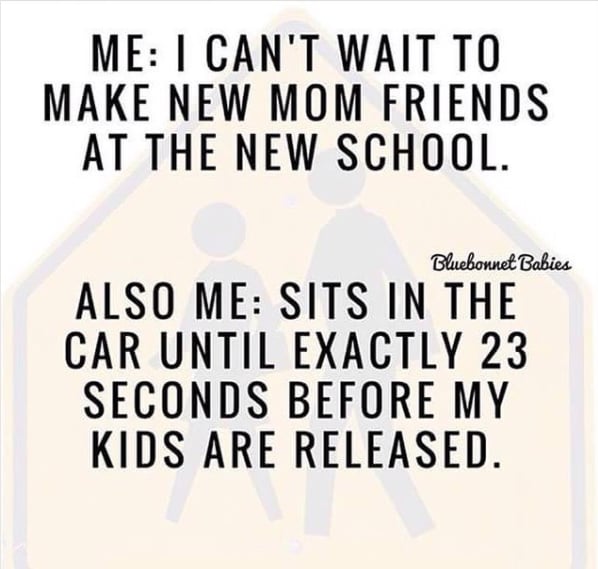 ME: I CAN'T WAIT TO
MAKE NEW MOM FRIENDS
AT THE NEW SCHOOL.
Bluebonnet Babies
ALSO ME: SITS IN THE
CAR UNTIL EXACTLY 23
SECONDS BEFORE MY
KIDS ARE RELEASED.